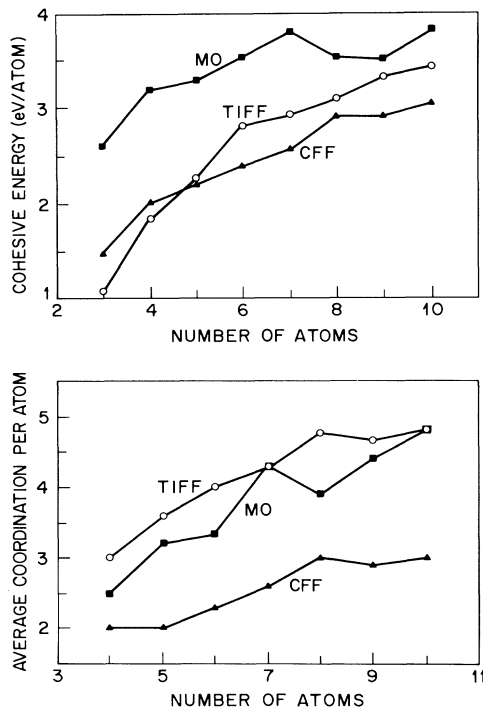 COHESIVE ENERGY (eV/ATOM)
4
3
2
1
MO
TIFF
CFF
2 4 6 8 10
NUMBER OF ATOMS
AVERAGE COORDINATION PER ATOM
5
4
3
2
TIFF
MO
CFF
3 5 7 9 11
NUMBER OF ATOMS